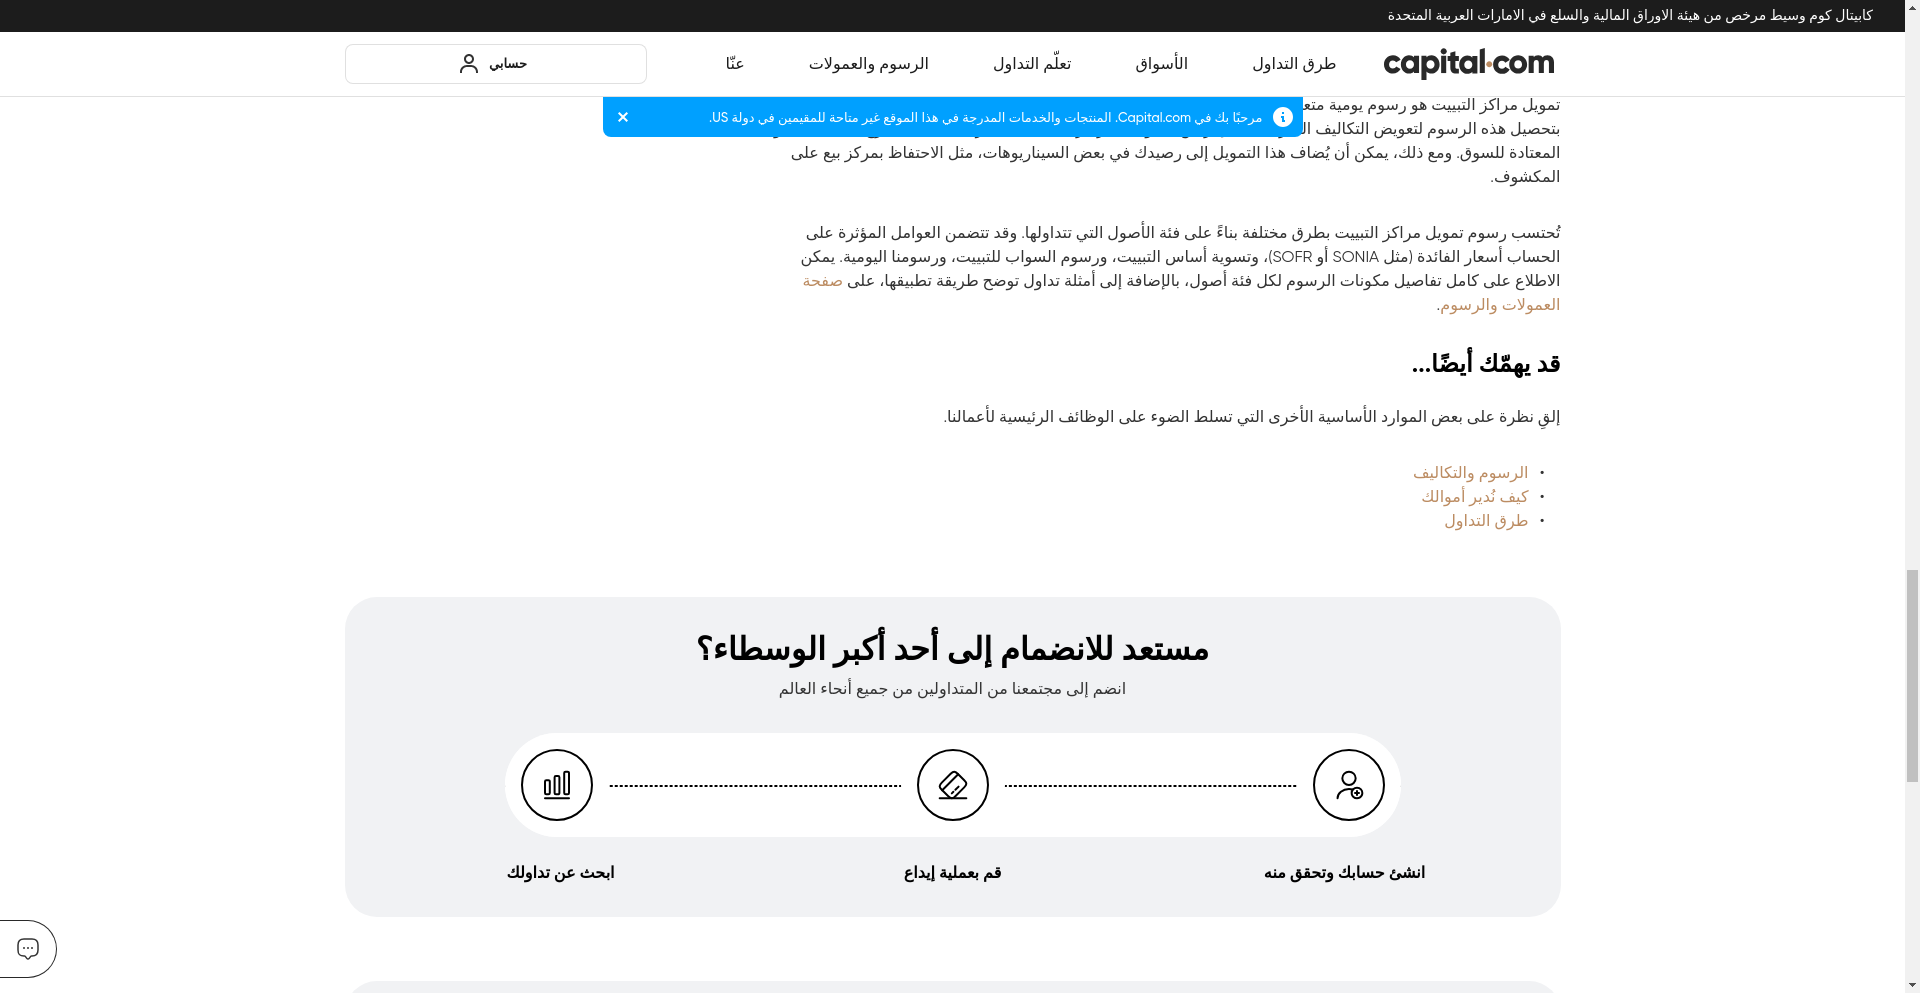 كابيتال كوم وسيط مرخص من هيئة الاوراق المالية والسلع في الامارات العربية المتحدة
capital.com
طرق التداول
الأسواق
تعلّم التداول
الرسوم والعمولات
عنّا
حسابي
مرحبًا بك في Capital.com. المنتجات والخدمات المدرجة في هذا الموقع غير متاحة للمقيمين في دولة US.
تمويل مراكز التبييت هو رسوم يومية
بتحصيل هذه الرسوم لتعويض التكاليف
المعتادة للسوق. ومع ذلك، يمكن أن يُضاف هذا التمويل إلى رصيدك في بعض السيناريوهات، مثل الاحتفاظ بمركز بيع على
المكشوف.
تُحتسب رسوم تمويل مراكز التبييت بطرق مختلفة بناءً على فئة الأصول التي تتداولها. وقد تتضمن العوامل المؤثرة على
الحساب أسعار الفائدة (مثل SONIA أو SOFR)، وتسوية أساس التبييت، ورسوم السواب للتبييت، ورسومنا اليومية. يمكن
الاطلاع على كامل تفاصيل مكونات الرسوم لكل فئة أصول، بالإضافة إلى أمثلة تداول توضح طريقة تطبيقها، على صفحة
العمولات والرسوم.
قد يهمّك أيضًا...
إلقِ نظرة على بعض الموارد الأساسية الأخرى التي تسلط الضوء على الوظائف الرئيسية لأعمالنا.
• الرسوم والتكاليف
• كيف نُدير أموالك
• طرق التداول
مستعد للانضمام إلى أحد أكبر الوسطاء؟
انضم إلى مجتمعنا من المتداولين من جميع أنحاء العالم
انشئ حسابك وتحقق منه
قم بعملية إيداع
ابحث عن تداولك